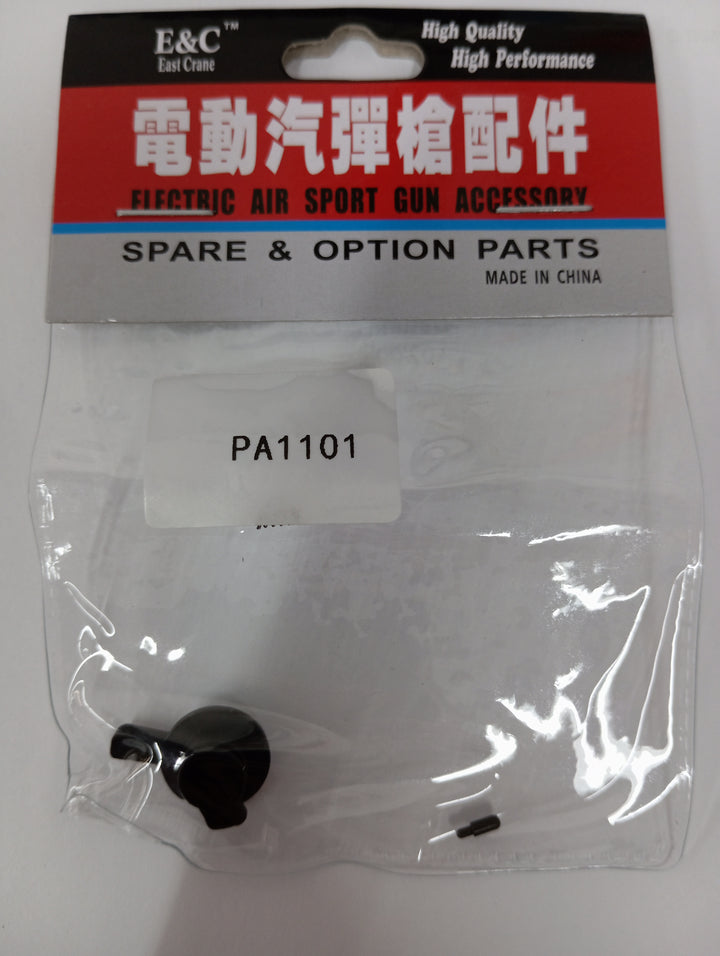 E&C™
East Crane
High Quality
High Performance
電動汽彈槍配件
ELECTRIC AIR SPORT GUN ACCESSORY
SPARE & OPTION PARTS
MADE IN CHINA
PA1101